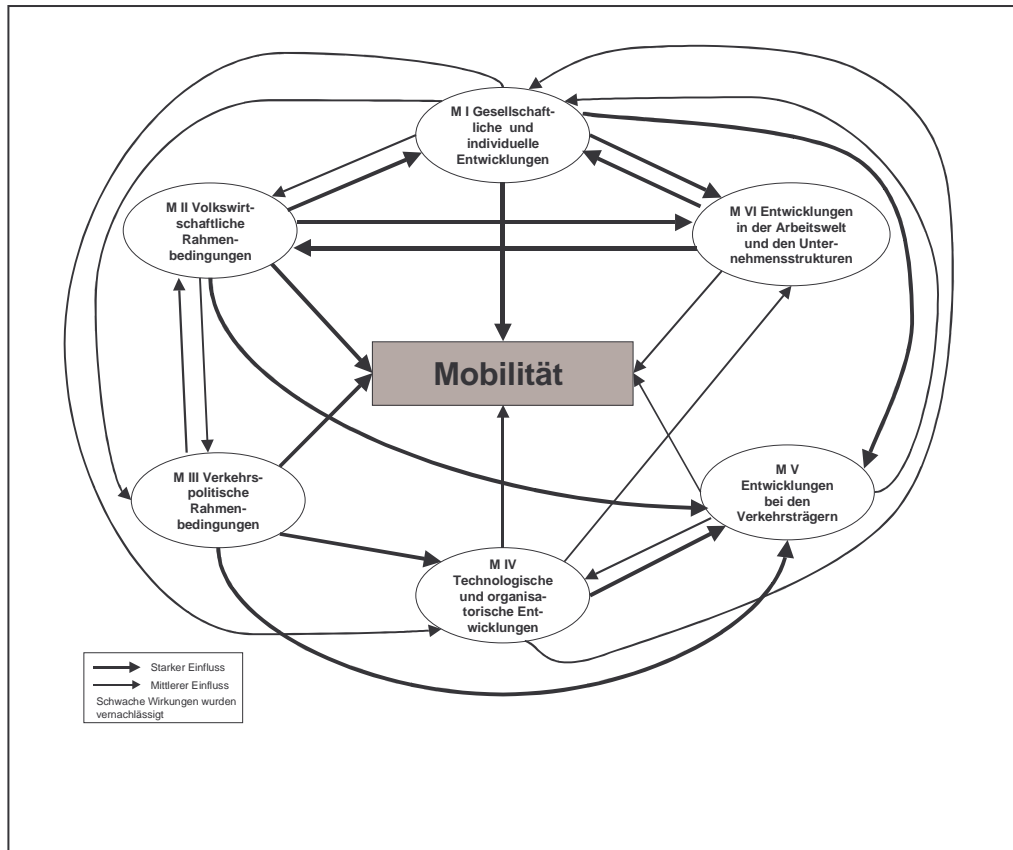 M I Gesellschaft-
liche und
individuelle
Entwicklungen
M II Volkswirt-
schaftliche
Rahmen-
bedingungen
M VI Entwicklungen
in der Arbeitswelt
und den Unter-
nehmensstrukturen
Mobilität
M III Verkehrs-
politische
Rahmen-
bedingungen
M V
Entwicklungen
bei den
Verkehrsträgern
M IV
Technologische
und organisa-
torische Ent-
wicklungen
Starker Einfluss
Mittlerer Einfluss
Schwache Wirkungen wurden
vernachlässigt